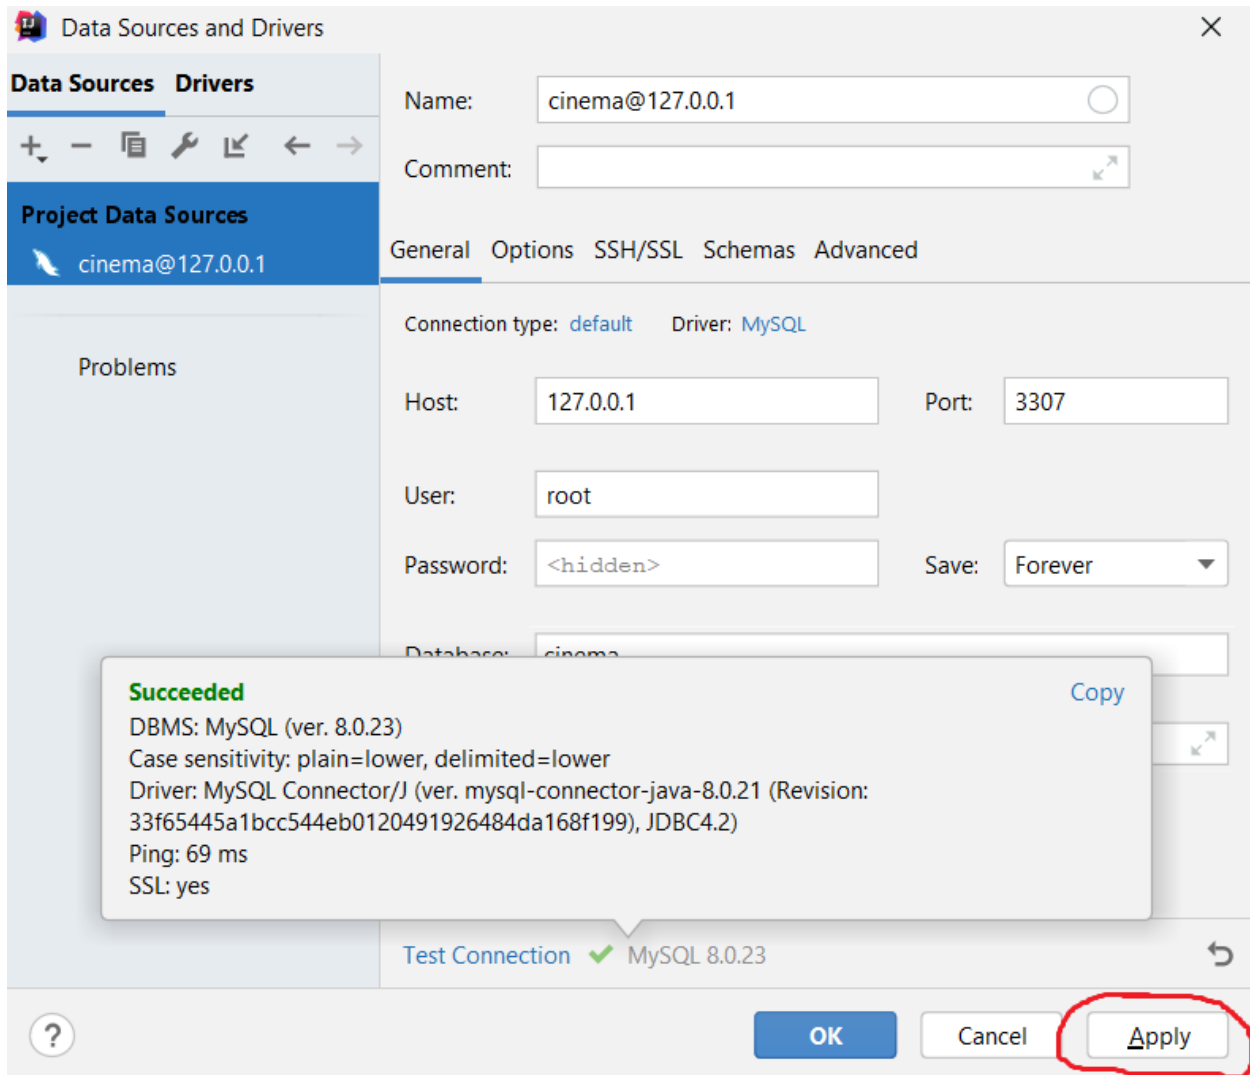 Data Sources and Drivers
Data Sources Drivers
Project Data Sources
cinema@127.0.0.1
Problems
Name: cinema@127.0.0.1
Comment:
General Options SSH/SSL Schemas Advanced
Connection type: default Driver: MySQL
Host: 127.0.0.1 Port: 3307
User: root
Password: <hidden> Save: Forever
Database: cinema
Succeeded Copy
DBMS: MySQL (ver. 8.0.23)
Case sensitivity: plain=lower, delimited=lower
Driver: MySQL Connector/J (ver. mysql-connector-java-8.0.21 (Revision:
33f65445a1bcc544eb0120491926484da168f199), JDBC4.2)
Ping: 69 ms
SSL: yes
Test Connection MySQL 8.0.23
? OK Cancel Apply